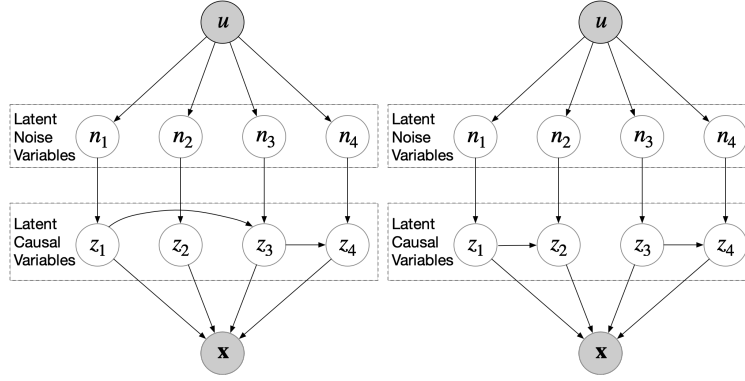 u
u
Latent
Noise
Variables
n1 n2 n3 n4
Latent
Noise
Variables
n1 n2 n3 n4
Latent
Causal
Variables
z1 z2 z3 z4
Latent
Causal
Variables
z1 z2 z3 z4
x
x